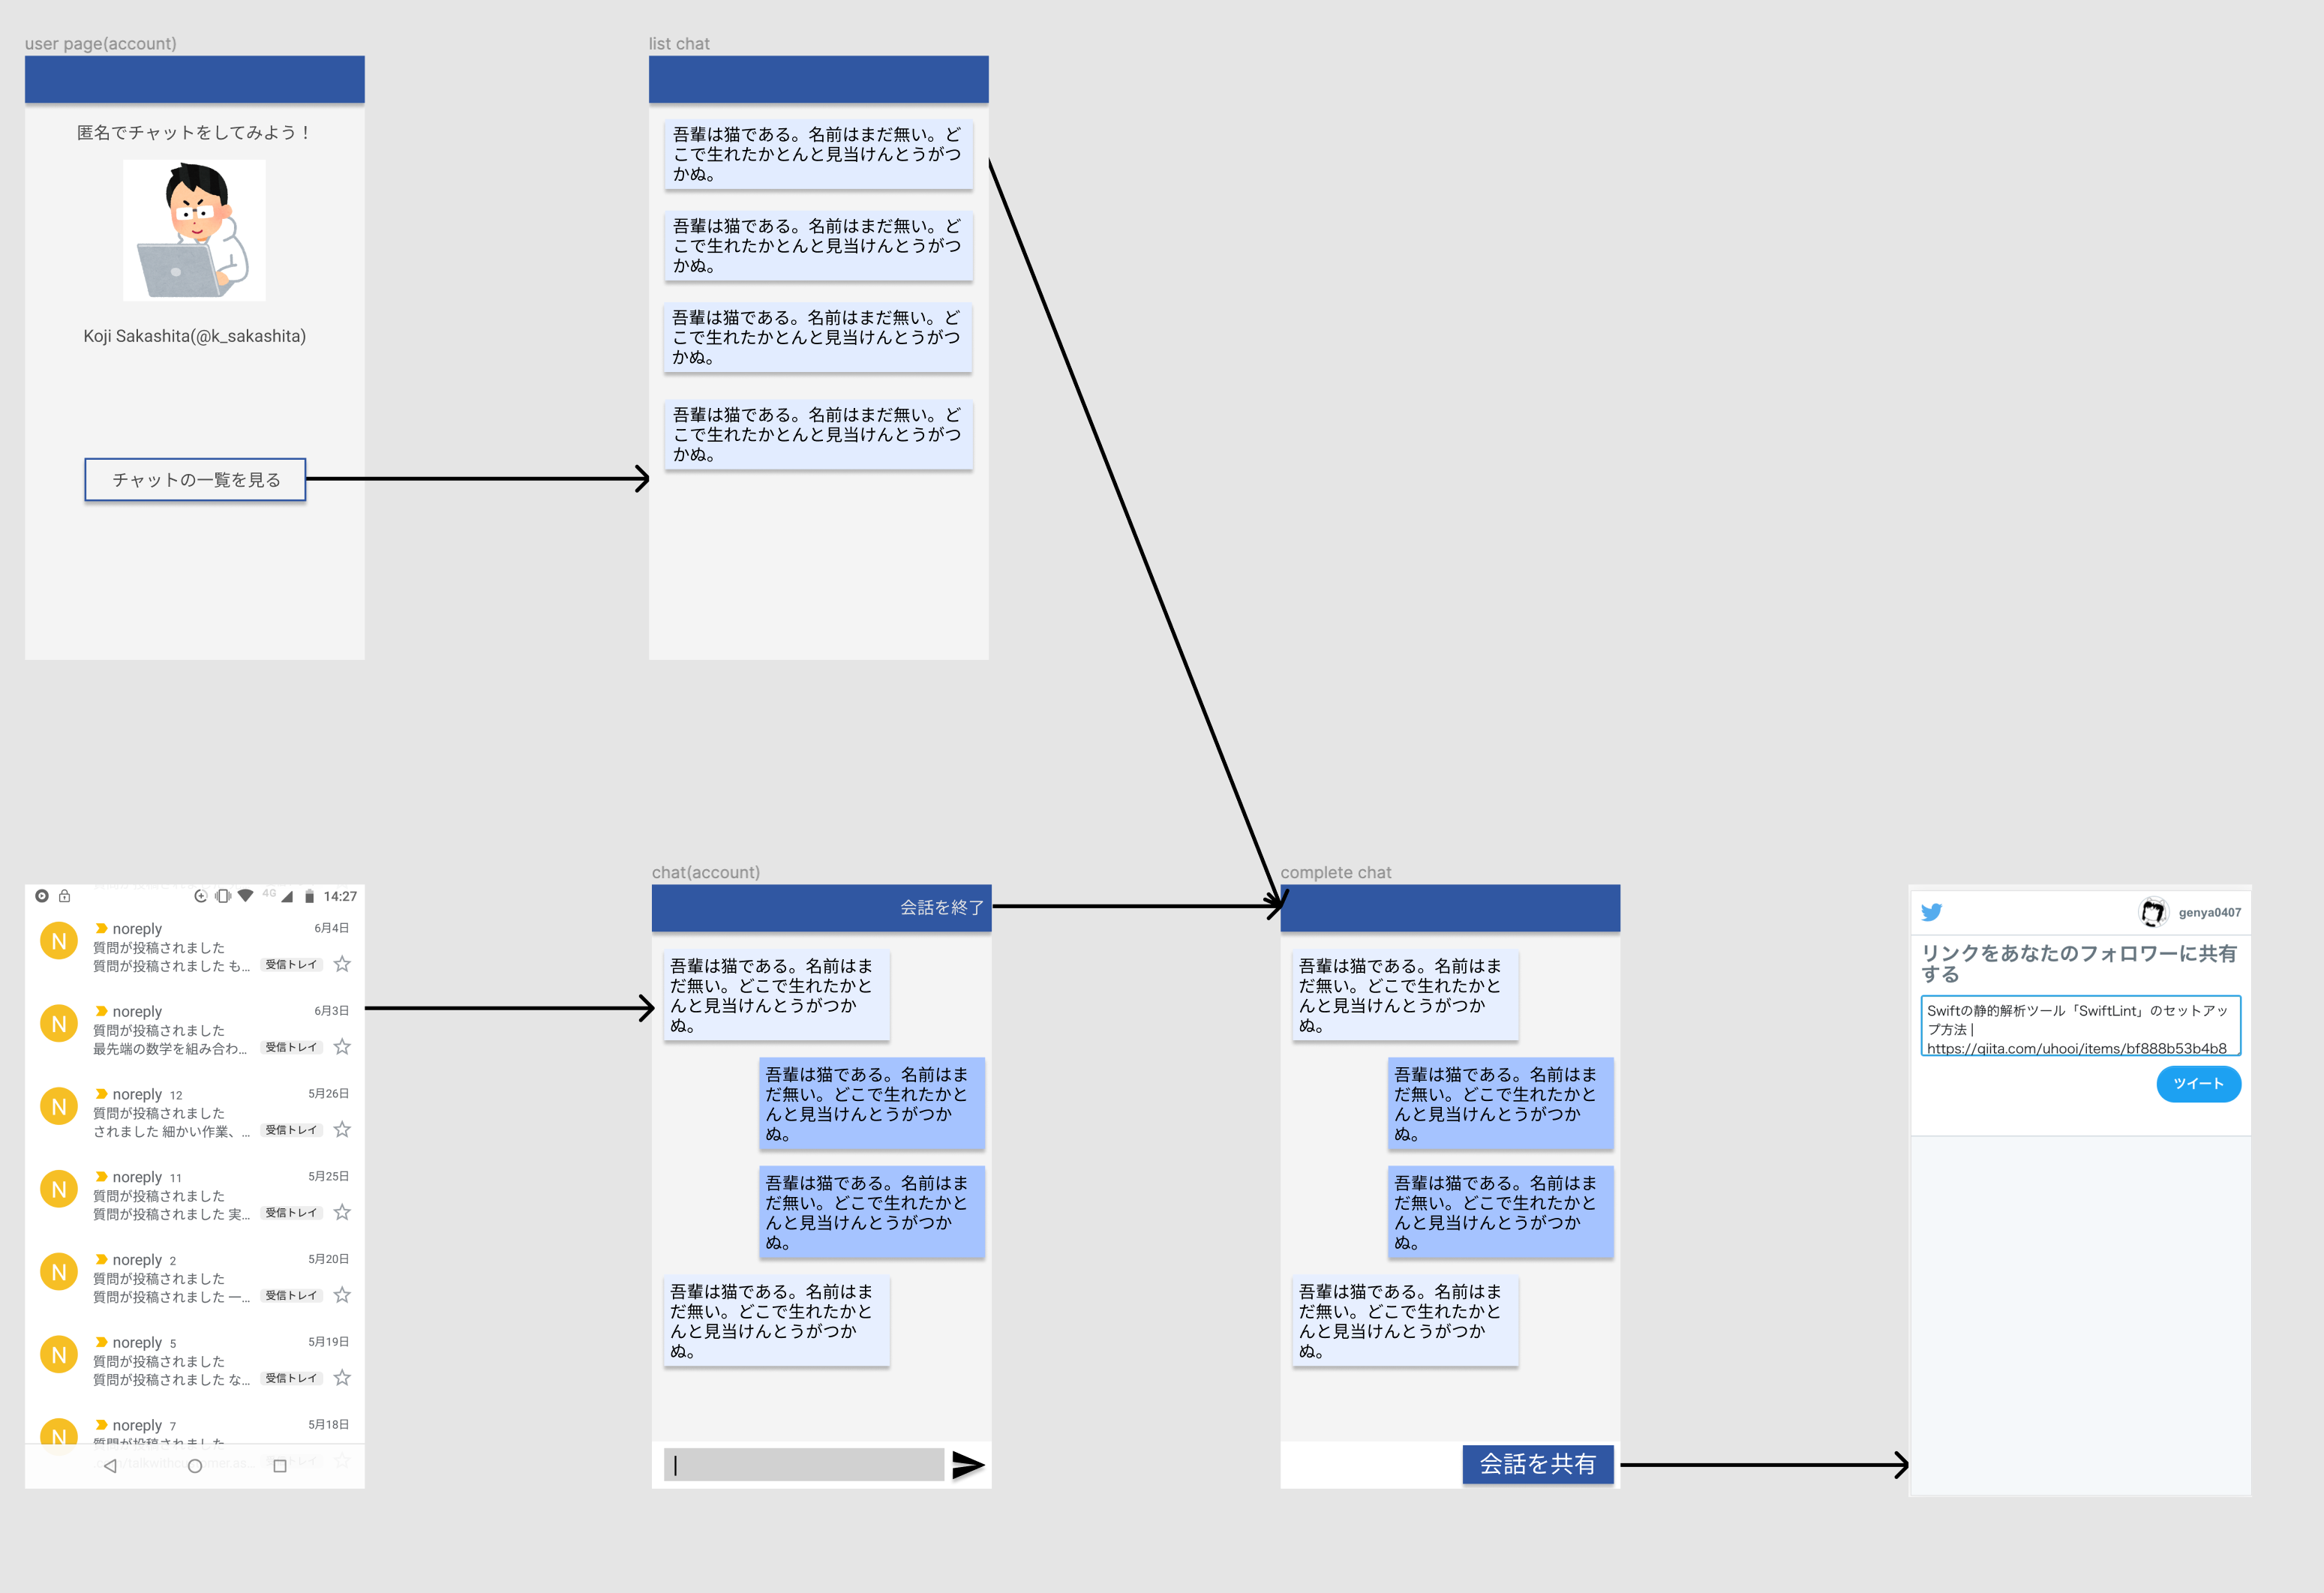 user page(account)
匿名でチャットをしてみよう！
Koji Sakashita(@k_sakashita)
チャットの一覧を見る
list chat
吾輩は猫である。名前はまだ無い。ど
こで生れたかとんと見当けんとうがつ
かぬ。
吾輩は猫である。名前はまだ無い。ど
こで生れたかとんと見当けんとうがつ
かぬ。
吾輩は猫である。名前はまだ無い。ど
こで生れたかとんと見当けんとうがつ
かぬ。
吾輩は猫である。名前はまだ無い。ど
こで生れたかとんと見当けんとうがつ
かぬ。
4G 14:27
N noreply 6月4日
質問が投稿されました
質問が投稿されました も... 受信トレイ
N noreply 6月3日
質問が投稿されました
最先端の数学を組み合わ... 受信トレイ
N noreply 12 5月26日
質問が投稿されました
されました 細かい作業、... 受信トレイ
N noreply 11 5月25日
質問が投稿されました
質問が投稿されました 実... 受信トレイ
N noreply 2 5月20日
質問が投稿されました
質問が投稿されました 一... 受信トレイ
N noreply 5 5月19日
質問が投稿されました
質問が投稿されました な... 受信トレイ
N noreply 7 5月18日
質問が投稿されました
chat(account)
会話を終了
吾輩は猫である。名前はま
だ無い。どこで生れたかと
んと見当けんとうがつか
ぬ。
吾輩は猫である。名前はま
だ無い。どこで生れたかと
んと見当けんとうがつか
ぬ。
吾輩は猫である。名前はま
だ無い。どこで生れたかと
んと見当けんとうがつか
ぬ。
吾輩は猫である。名前はま
だ無い。どこで生れたかと
んと見当けんとうがつか
ぬ。
complete chat
吾輩は猫である。名前はま
だ無い。どこで生れたかと
んと見当けんとうがつか
ぬ。
吾輩は猫である。名前はま
だ無い。どこで生れたかと
んと見当けんとうがつか
ぬ。
吾輩は猫である。名前はま
だ無い。どこで生れたかと
んと見当けんとうがつか
ぬ。
吾輩は猫である。名前はま
だ無い。どこで生れたかと
んと見当けんとうがつか
ぬ。
会話を共有
genya0407
リンクをあなたのフォロワーに共有
する
Swiftの静的解析ツール「SwiftLint」のセットアッ
プ方法 |
https://qiita.com/uhooi/items/bf888b53b4b8
ツイート